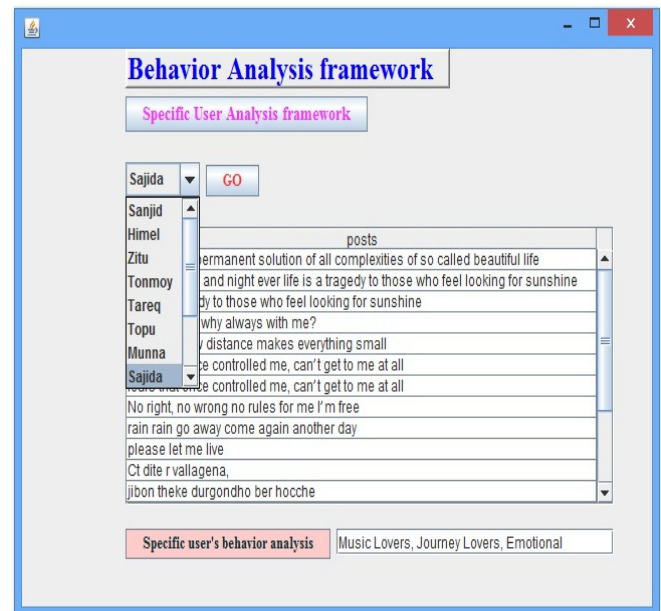 X
Behavior Analysis framework
Specific User Analysis framework
Sajida
GO
Sanjid
Himel
Zitu
Tonmoy
Tareq
Topu
Munna
Sajida
posts
permanent solution of all complexities of so called beautiful life
and night ever life is a tragedy to those who feel looking for sunshine
dy to those who feel looking for sunshine
why always with me?
distance makes everything small
ce controlled me, can't get to me at all
once controlled me, can't get to me at all
No right, no wrong no rules for me I'm free
rain rain go away come again another day
please let me live
Ct dite r vallagena,
jibon theke durgondho ber hocche
Specific user's behavior analysis
Music Lovers, Journey Lovers, Emotional